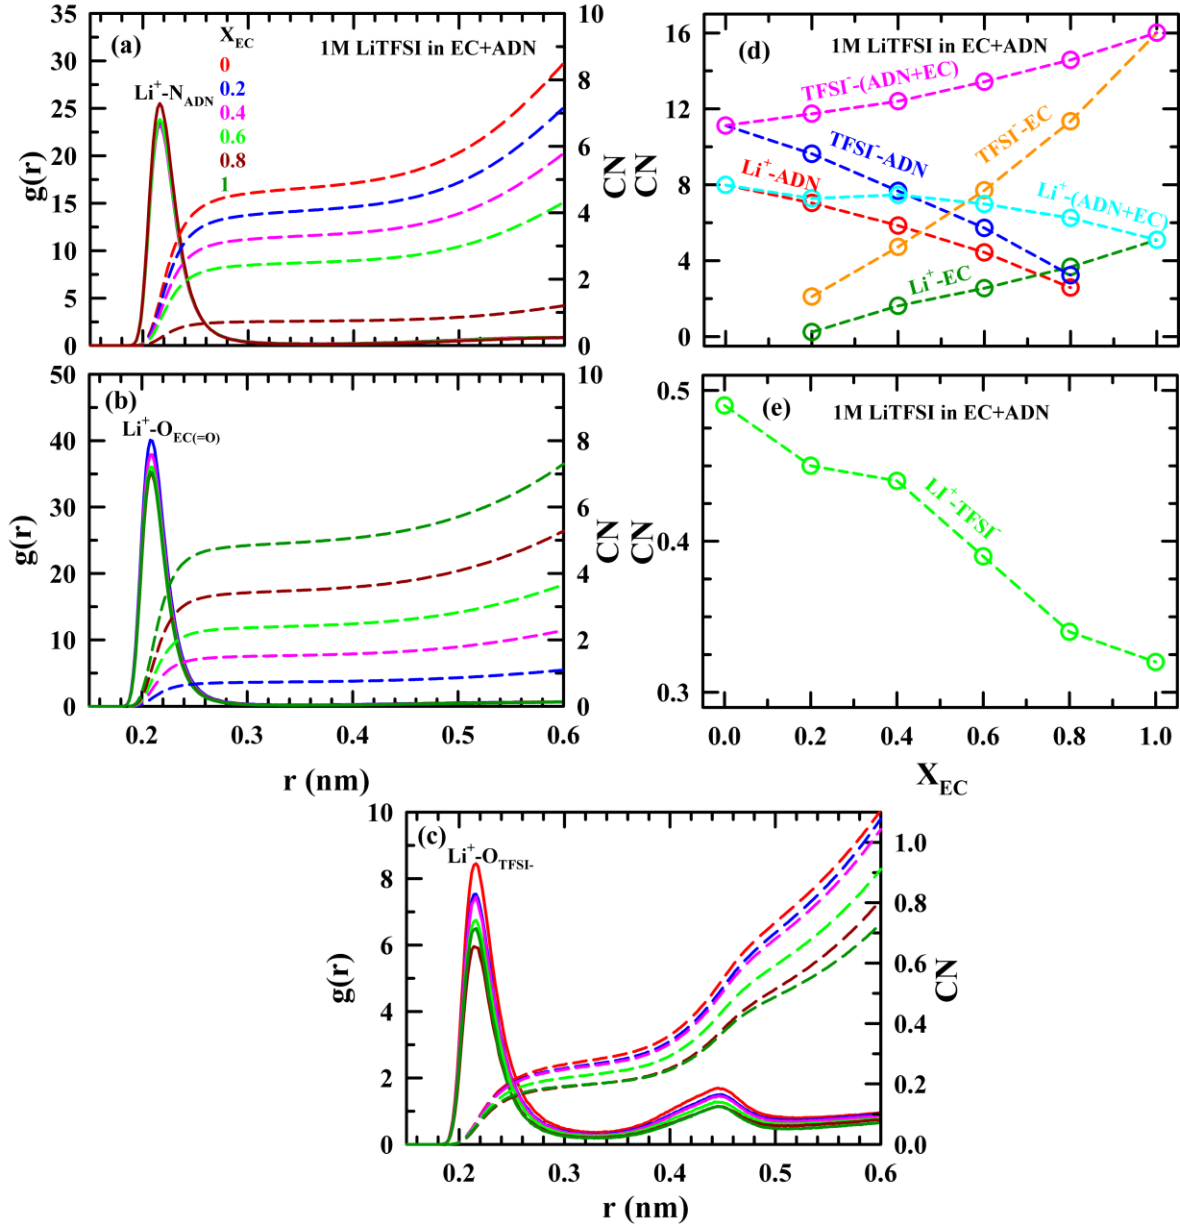 (a)
X_EC
0
0.2
0.4
0.6
0.8
1
1M LiTFSI in EC+ADN
Li⁺-N_ADN
g(r)
35
30
25
20
15
10
5
0
10
8
6
4
2
0
CN
CN
(b)
Li⁺-O_EC(=O)
g(r)
50
40
30
20
10
0
10
8
6
4
2
0
CN
CN
0.2 0.3 0.4 0.5 0.6
r (nm)
(d)
1M LiTFSI in EC+ADN
16
12
8
4
0
TFSI⁻-(ADN+EC)
TFSI⁻-EC
TFSI⁻-ADN
Li⁺-ADN
Li⁺-(ADN+EC)
Li⁺-EC
(e)
1M LiTFSI in EC+ADN
0.5
0.4
0.3
Li⁺-TFSI⁻
0.0 0.2 0.4 0.6 0.8 1.0
X_EC
(c)
Li⁺-O_TFSI-
g(r)
10
8
6
4
2
0
1.0
0.8
0.6
0.4
0.2
0.0
CN
0.2 0.3 0.4 0.5 0.6
r (nm)